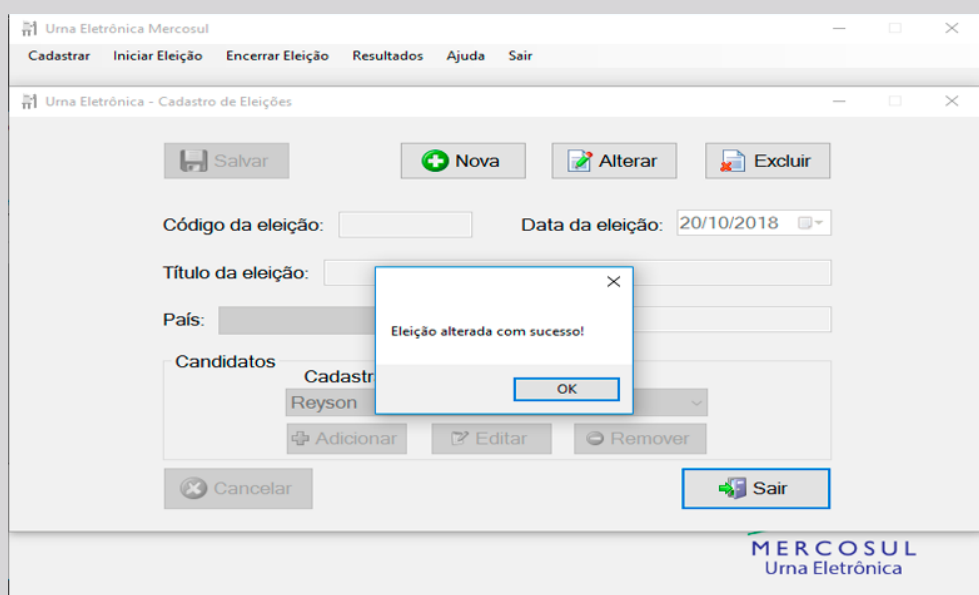 Urna Eletrônica Mercosul
Cadastrar Iniciar Eleição Encerrar Eleição Resultados Ajuda Sair
Urna Eletrônica - Cadastro de Eleições
Salvar Nova Alterar Excluir
Código da eleição: Data da eleição: 20/10/2018
Título da eleição:
País:
Eleição alterada com sucesso!
OK
Candidatos
Reyson
Adicionar Editar Remover
Cancelar Sair
MERCOSUL
Urna Eletrônica